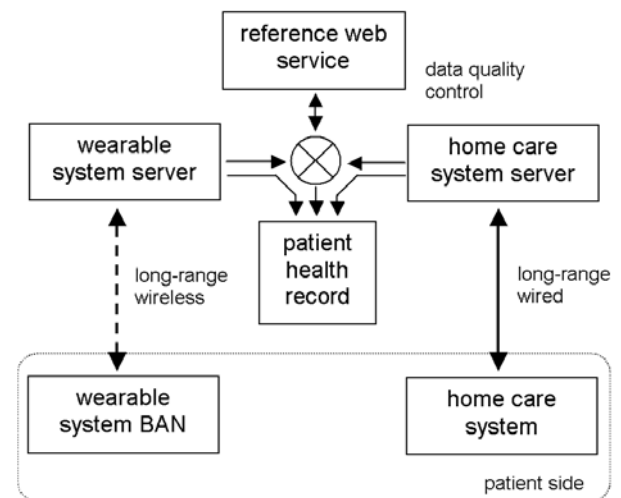 reference web
service
data quality
control
wearable
system server
home care
system server
patient
health
record
long-range
wireless
long-range
wired
wearable
system BAN
home care
system
patient side